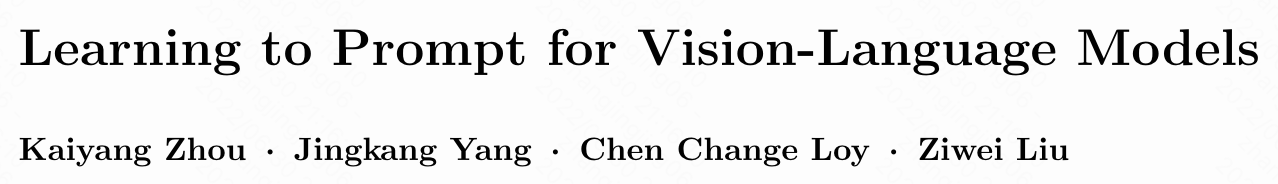 Learning to Prompt for Vision-Language Models
Kaiyang Zhou · Jingkang Yang · Chen Change Loy · Ziwei Liu